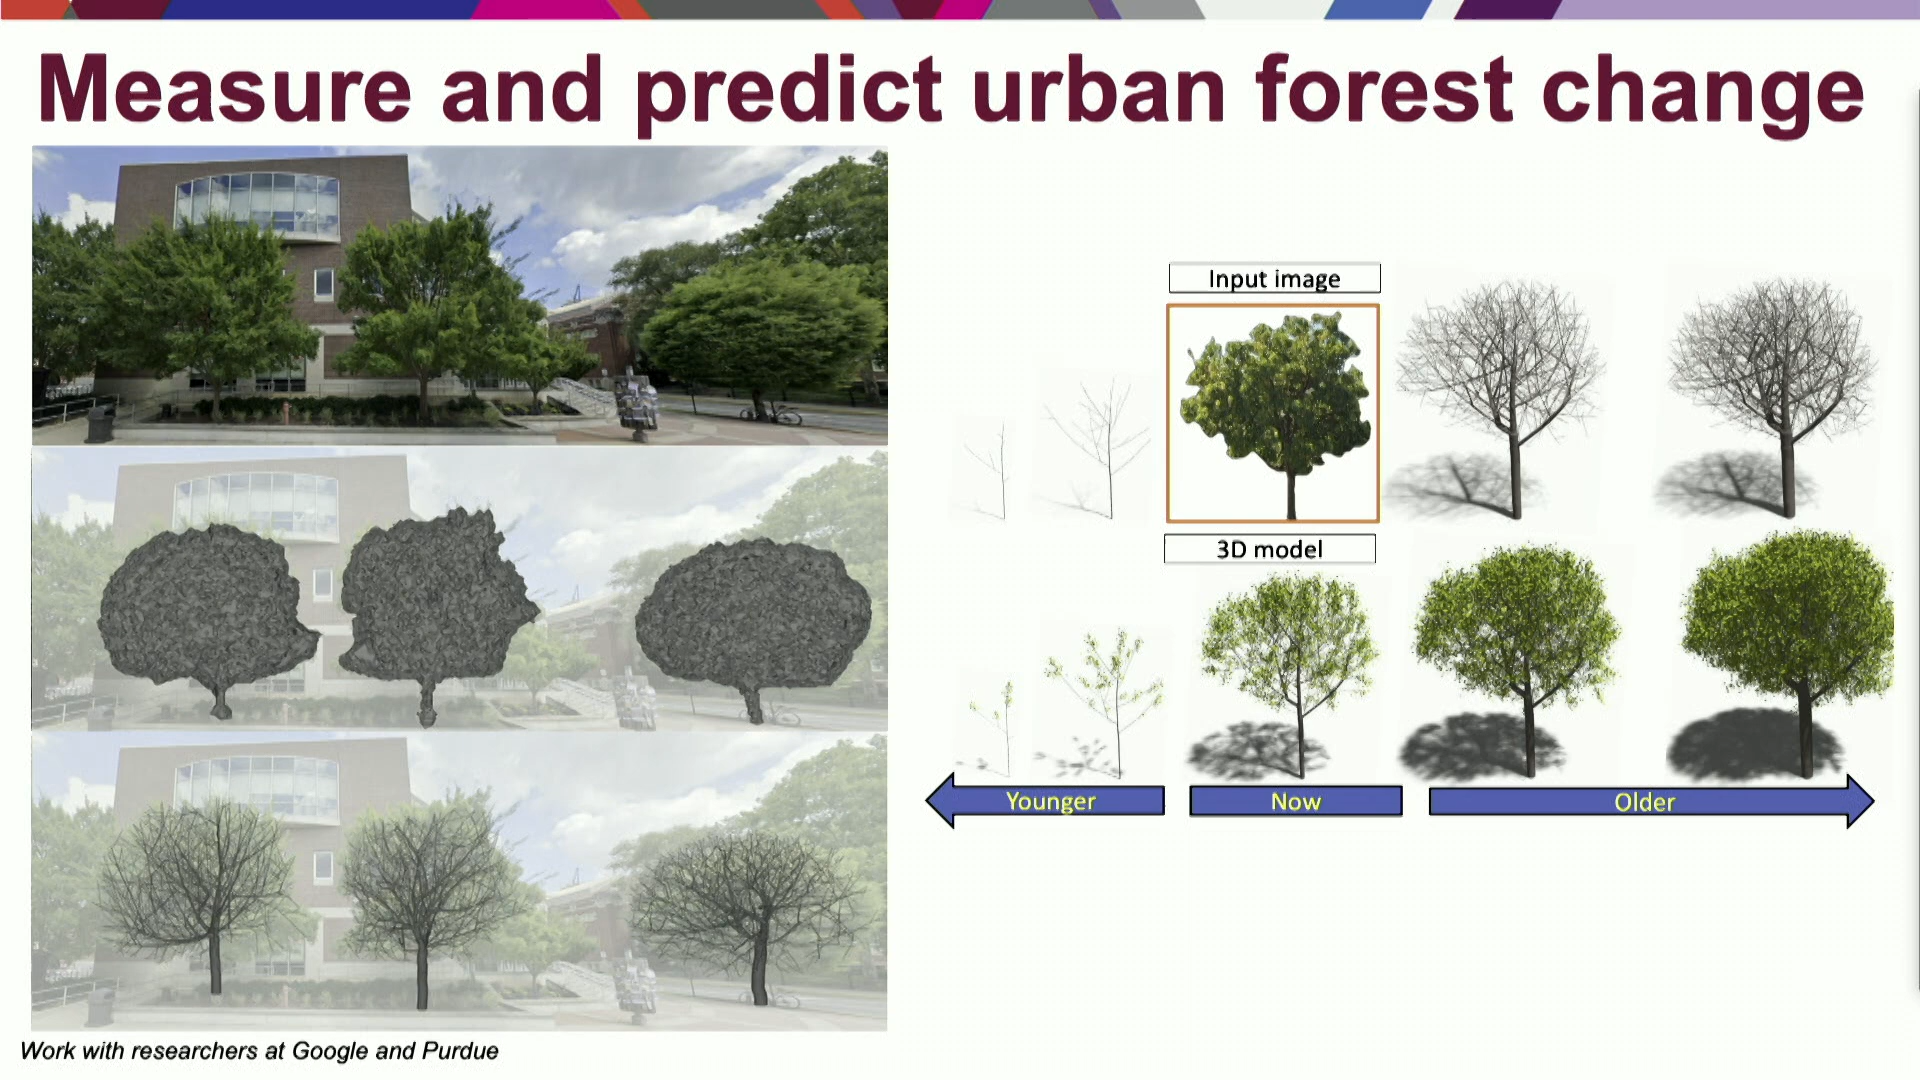 Measure and predict urban forest change
Input image
3D model
Younger
Now
Older
Work with researchers at Google and Purdue